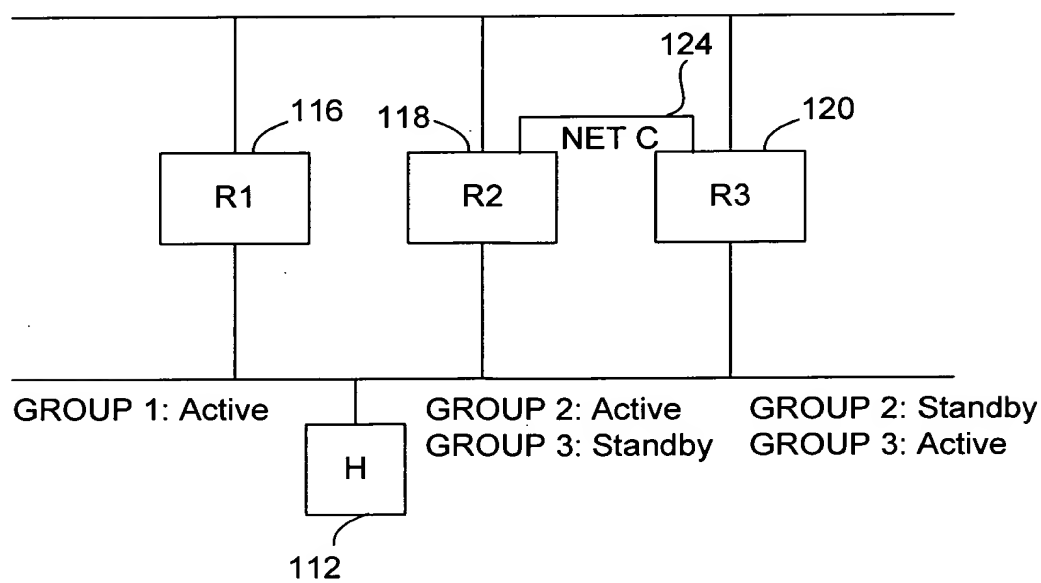 124
116
118
120
NET C
R1
R2
R3
GROUP 1: Active
GROUP 2: Active
GROUP 3: Standby
GROUP 2: Standby
GROUP 3: Active
H
112